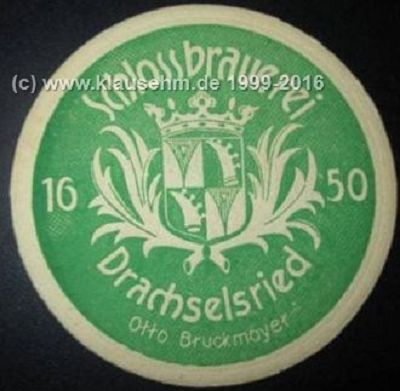 Schlossbrauerei
(c) www.klausehm.de 1999-2016
16 50
Drachselsried
Otto Bruckmayer